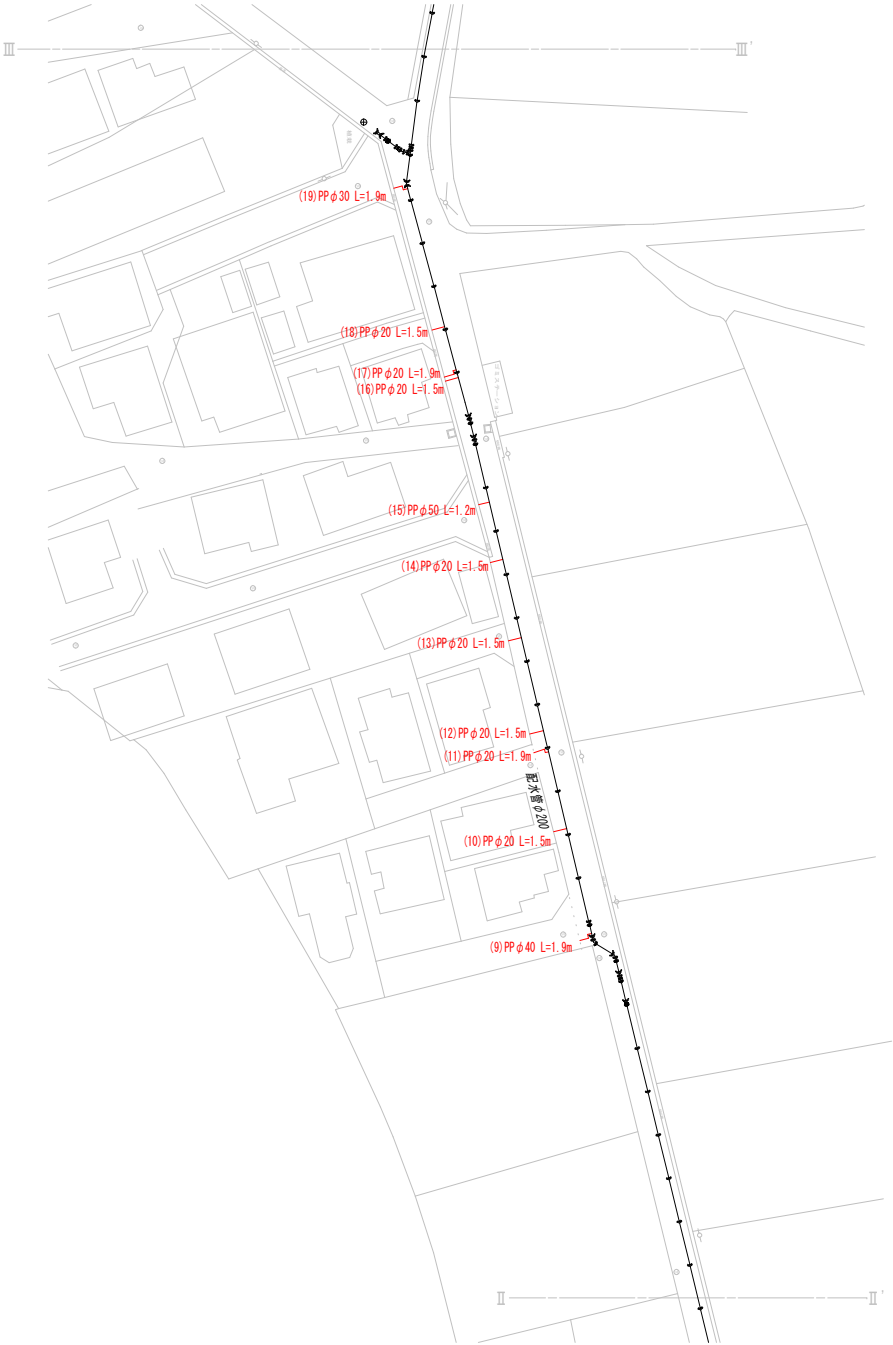 Ⅲ Ⅲ'
(19)PPφ30 L=1.9m
(18)PPφ20 L=1.5m
(17)PPφ20 L=1.9m
(16)PPφ20 L=1.5m
(15)PPφ50 L=1.2m
(14)PPφ20 L=1.5m
(13)PPφ20 L=1.5m
(12)PPφ20 L=1.5m
(11)PPφ20 L=1.9m
配水管φ200
(10)PPφ20 L=1.5m
(9)PPφ40 L=1.9m
Ⅱ Ⅱ'